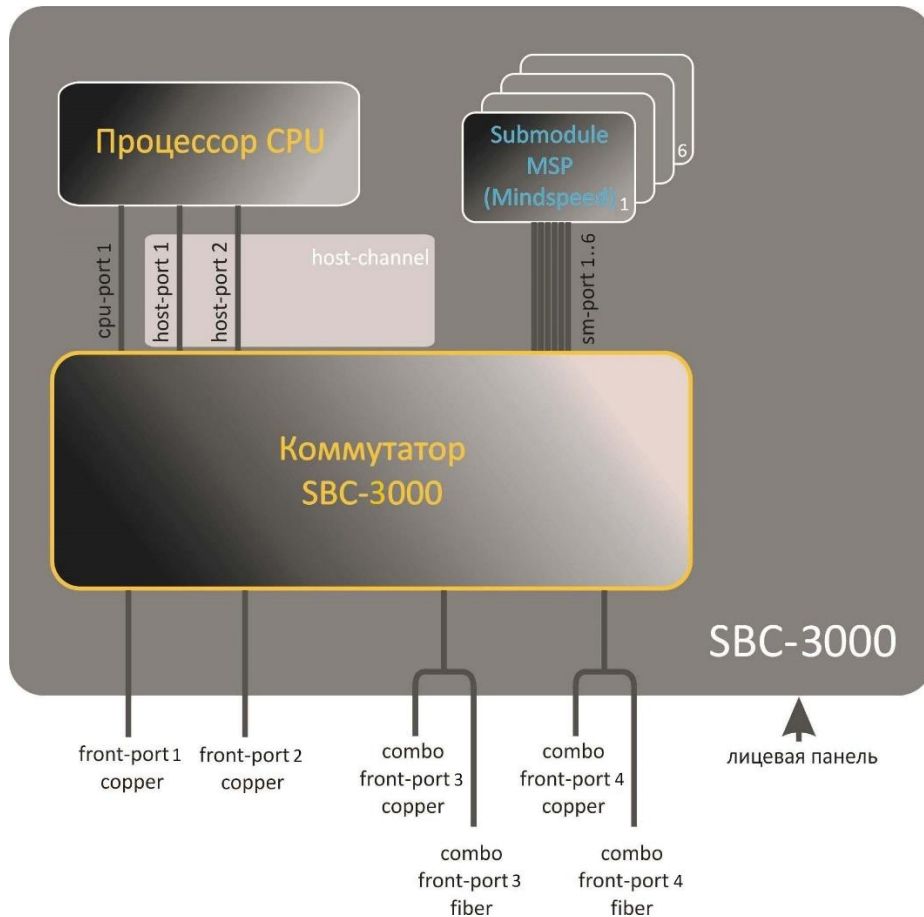 Процессор CPU
Submodule
MSP
(Mindspeed)
1
6
cpu-port 1
host-port 1
host-port 2
host-channel
sm-port 1..6
Коммутатор
SBC-3000
SBC-3000
front-port 1
copper
front-port 2
copper
combo
front-port 3
copper
combo
front-port 4
copper
лицевая панель
combo
front-port 3
fiber
combo
front-port 4
fiber